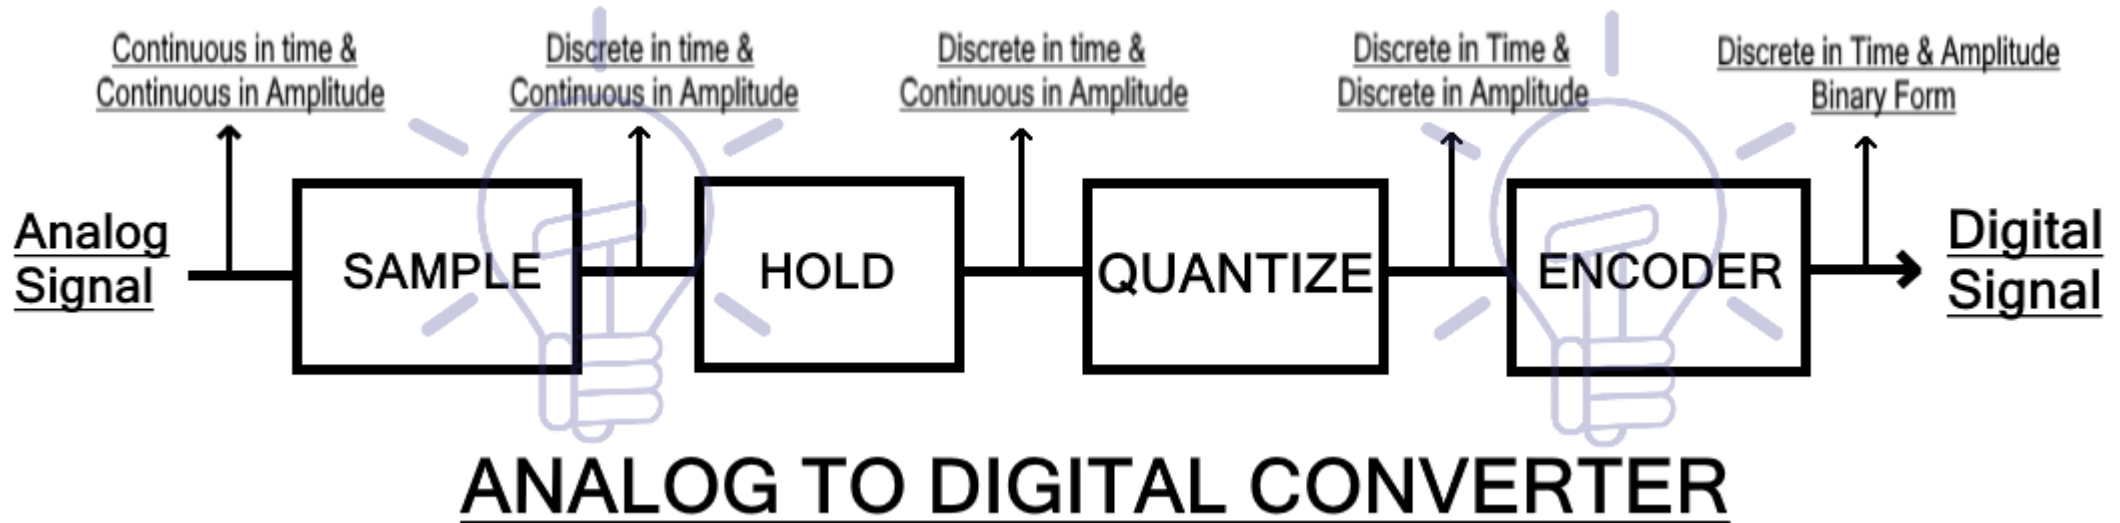 Continuous in time &
Continuous in Amplitude
Discrete in time &
Continuous in Amplitude
Discrete in time &
Continuous in Amplitude
Discrete in Time &
Discrete in Amplitude
Discrete in Time & Amplitude
Binary Form
Analog
Signal
SAMPLE
HOLD
QUANTIZE
ENCODER
Digital
Signal
ANALOG TO DIGITAL CONVERTER